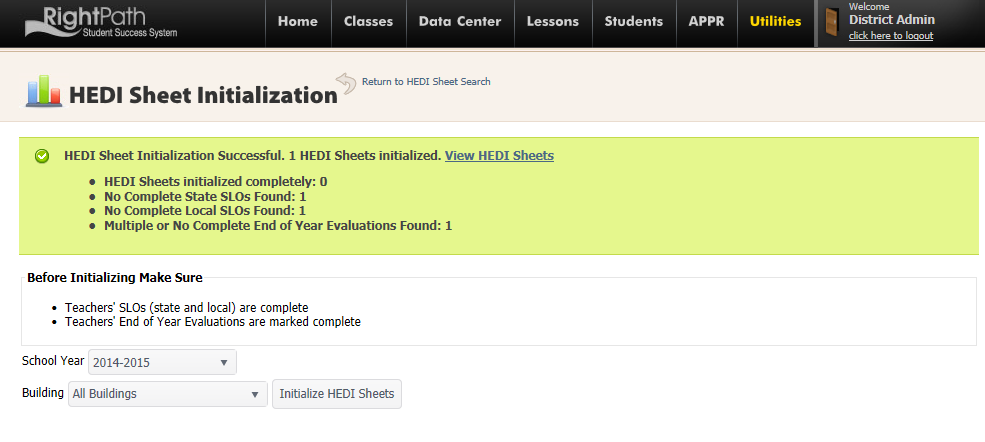 RightPath
Student Success System
Home
Classes
Data Center
Lessons
Students
APPR
Utilities
Welcome
District Admin
click here to logout
HEDI Sheet Initialization
Return to HEDI Sheet Search
HEDI Sheet Initialization Successful. 1 HEDI Sheets initialized. View HEDI Sheets
• HEDI Sheets initialized completely: 0
• No Complete State SLOs Found: 1
• No Complete Local SLOs Found: 1
• Multiple or No Complete End of Year Evaluations Found: 1
Before Initializing Make Sure
• Teachers' SLOs (state and local) are complete
• Teachers' End of Year Evaluations are marked complete
School Year 2014-2015
Building All Buildings Initialize HEDI Sheets